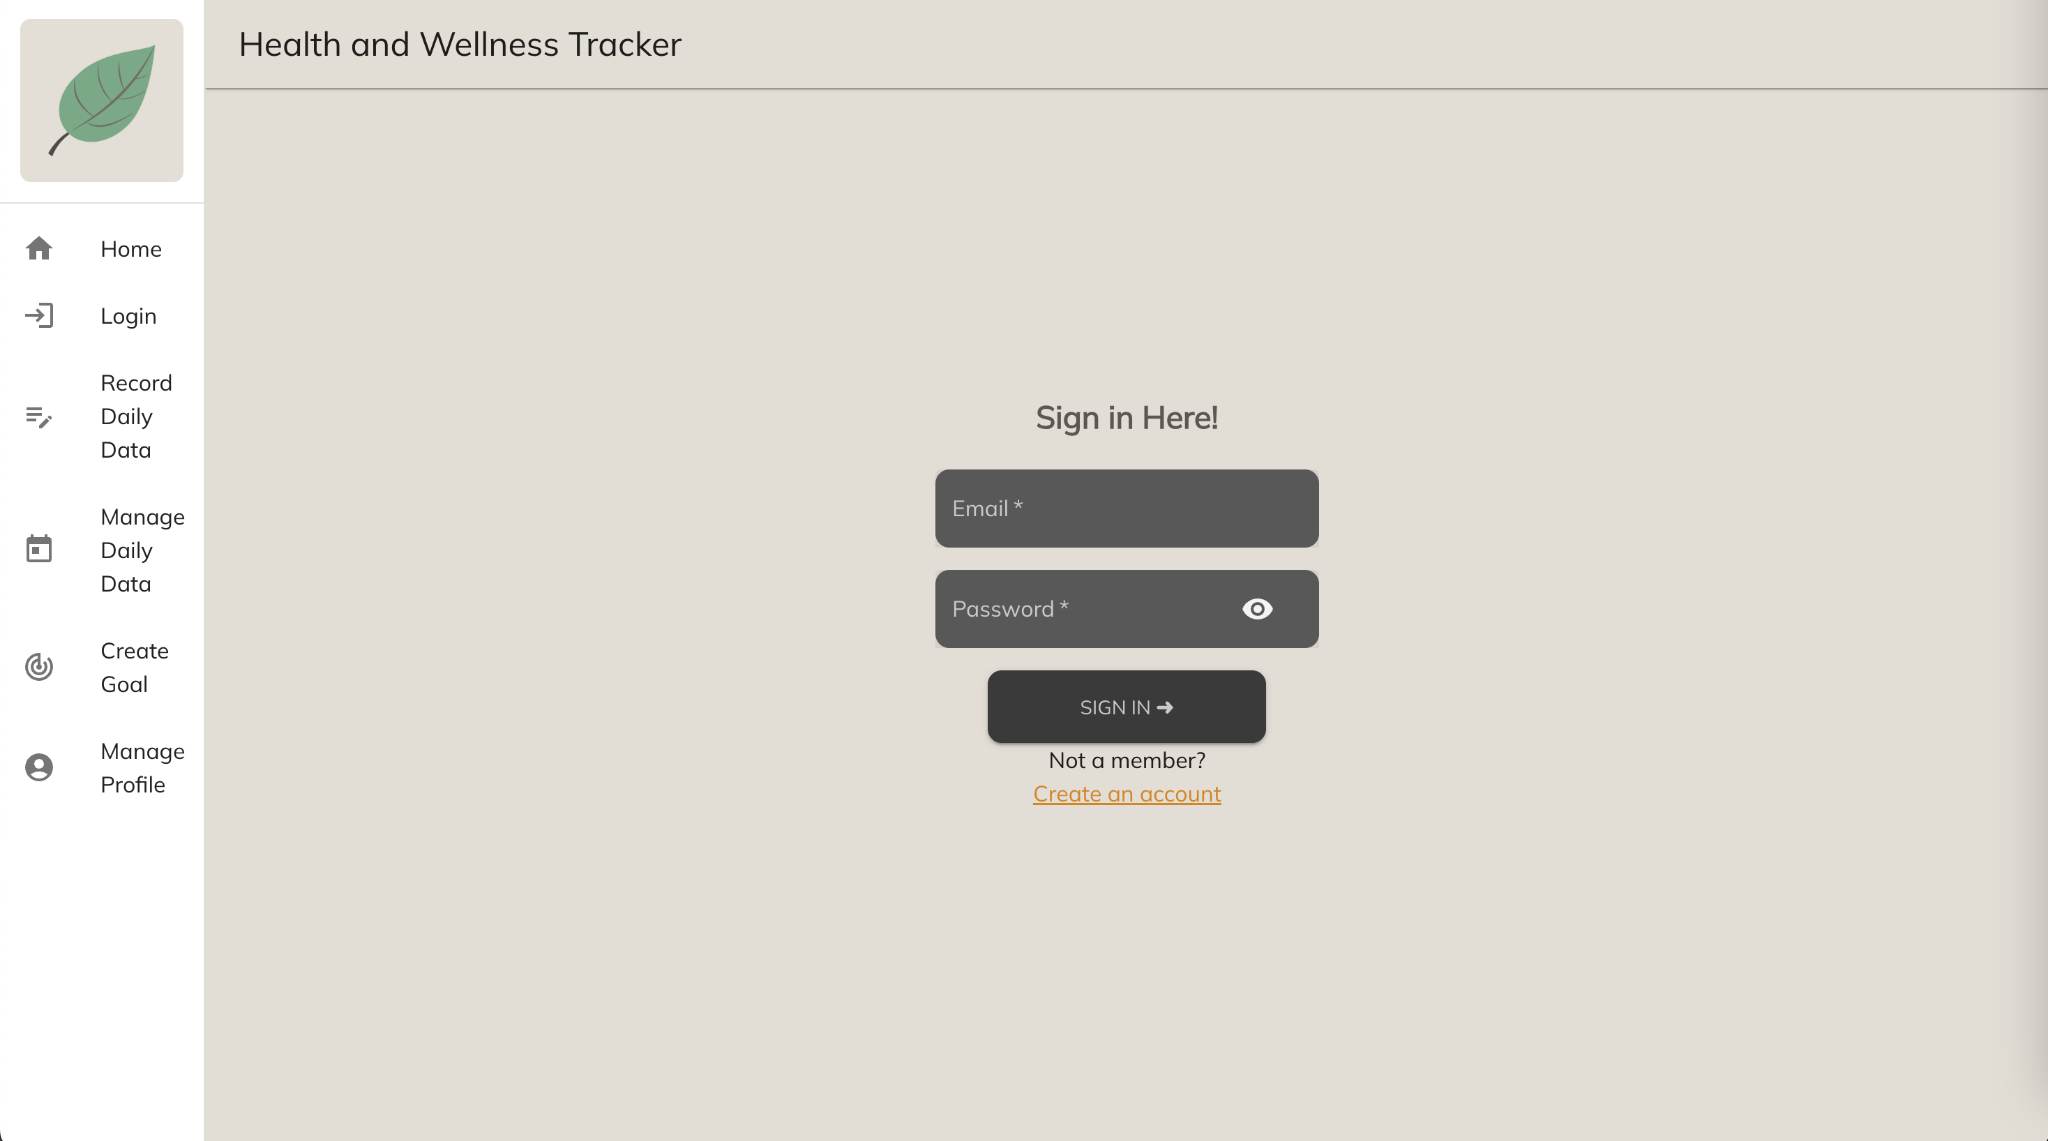 Health and Wellness Tracker
Home
Login
Record
Daily
Data
Manage
Daily
Data
Create
Goal
Manage
Profile
Sign in Here!
Email *
Password *
SIGN IN ➜
Not a member?
Create an account